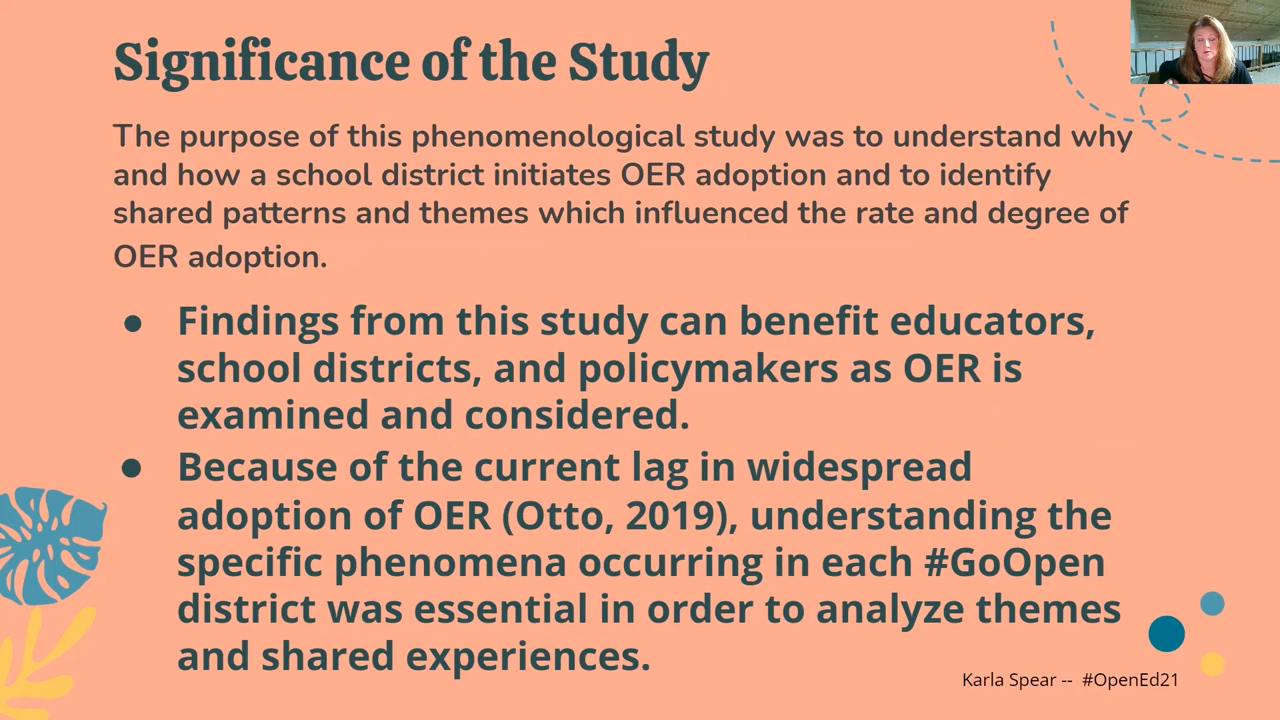 Significance of the Study
The purpose of this phenomenological study was to understand why
and how a school district initiates OER adoption and to identify
shared patterns and themes which influenced the rate and degree of
OER adoption.
● Findings from this study can benefit educators,
school districts, and policymakers as OER is
examined and considered.
● Because of the current lag in widespread
adoption of OER (Otto, 2019), understanding the
specific phenomena occurring in each #GoOpen
district was essential in order to analyze themes
and shared experiences.
Karla Spear -- #OpenEd21